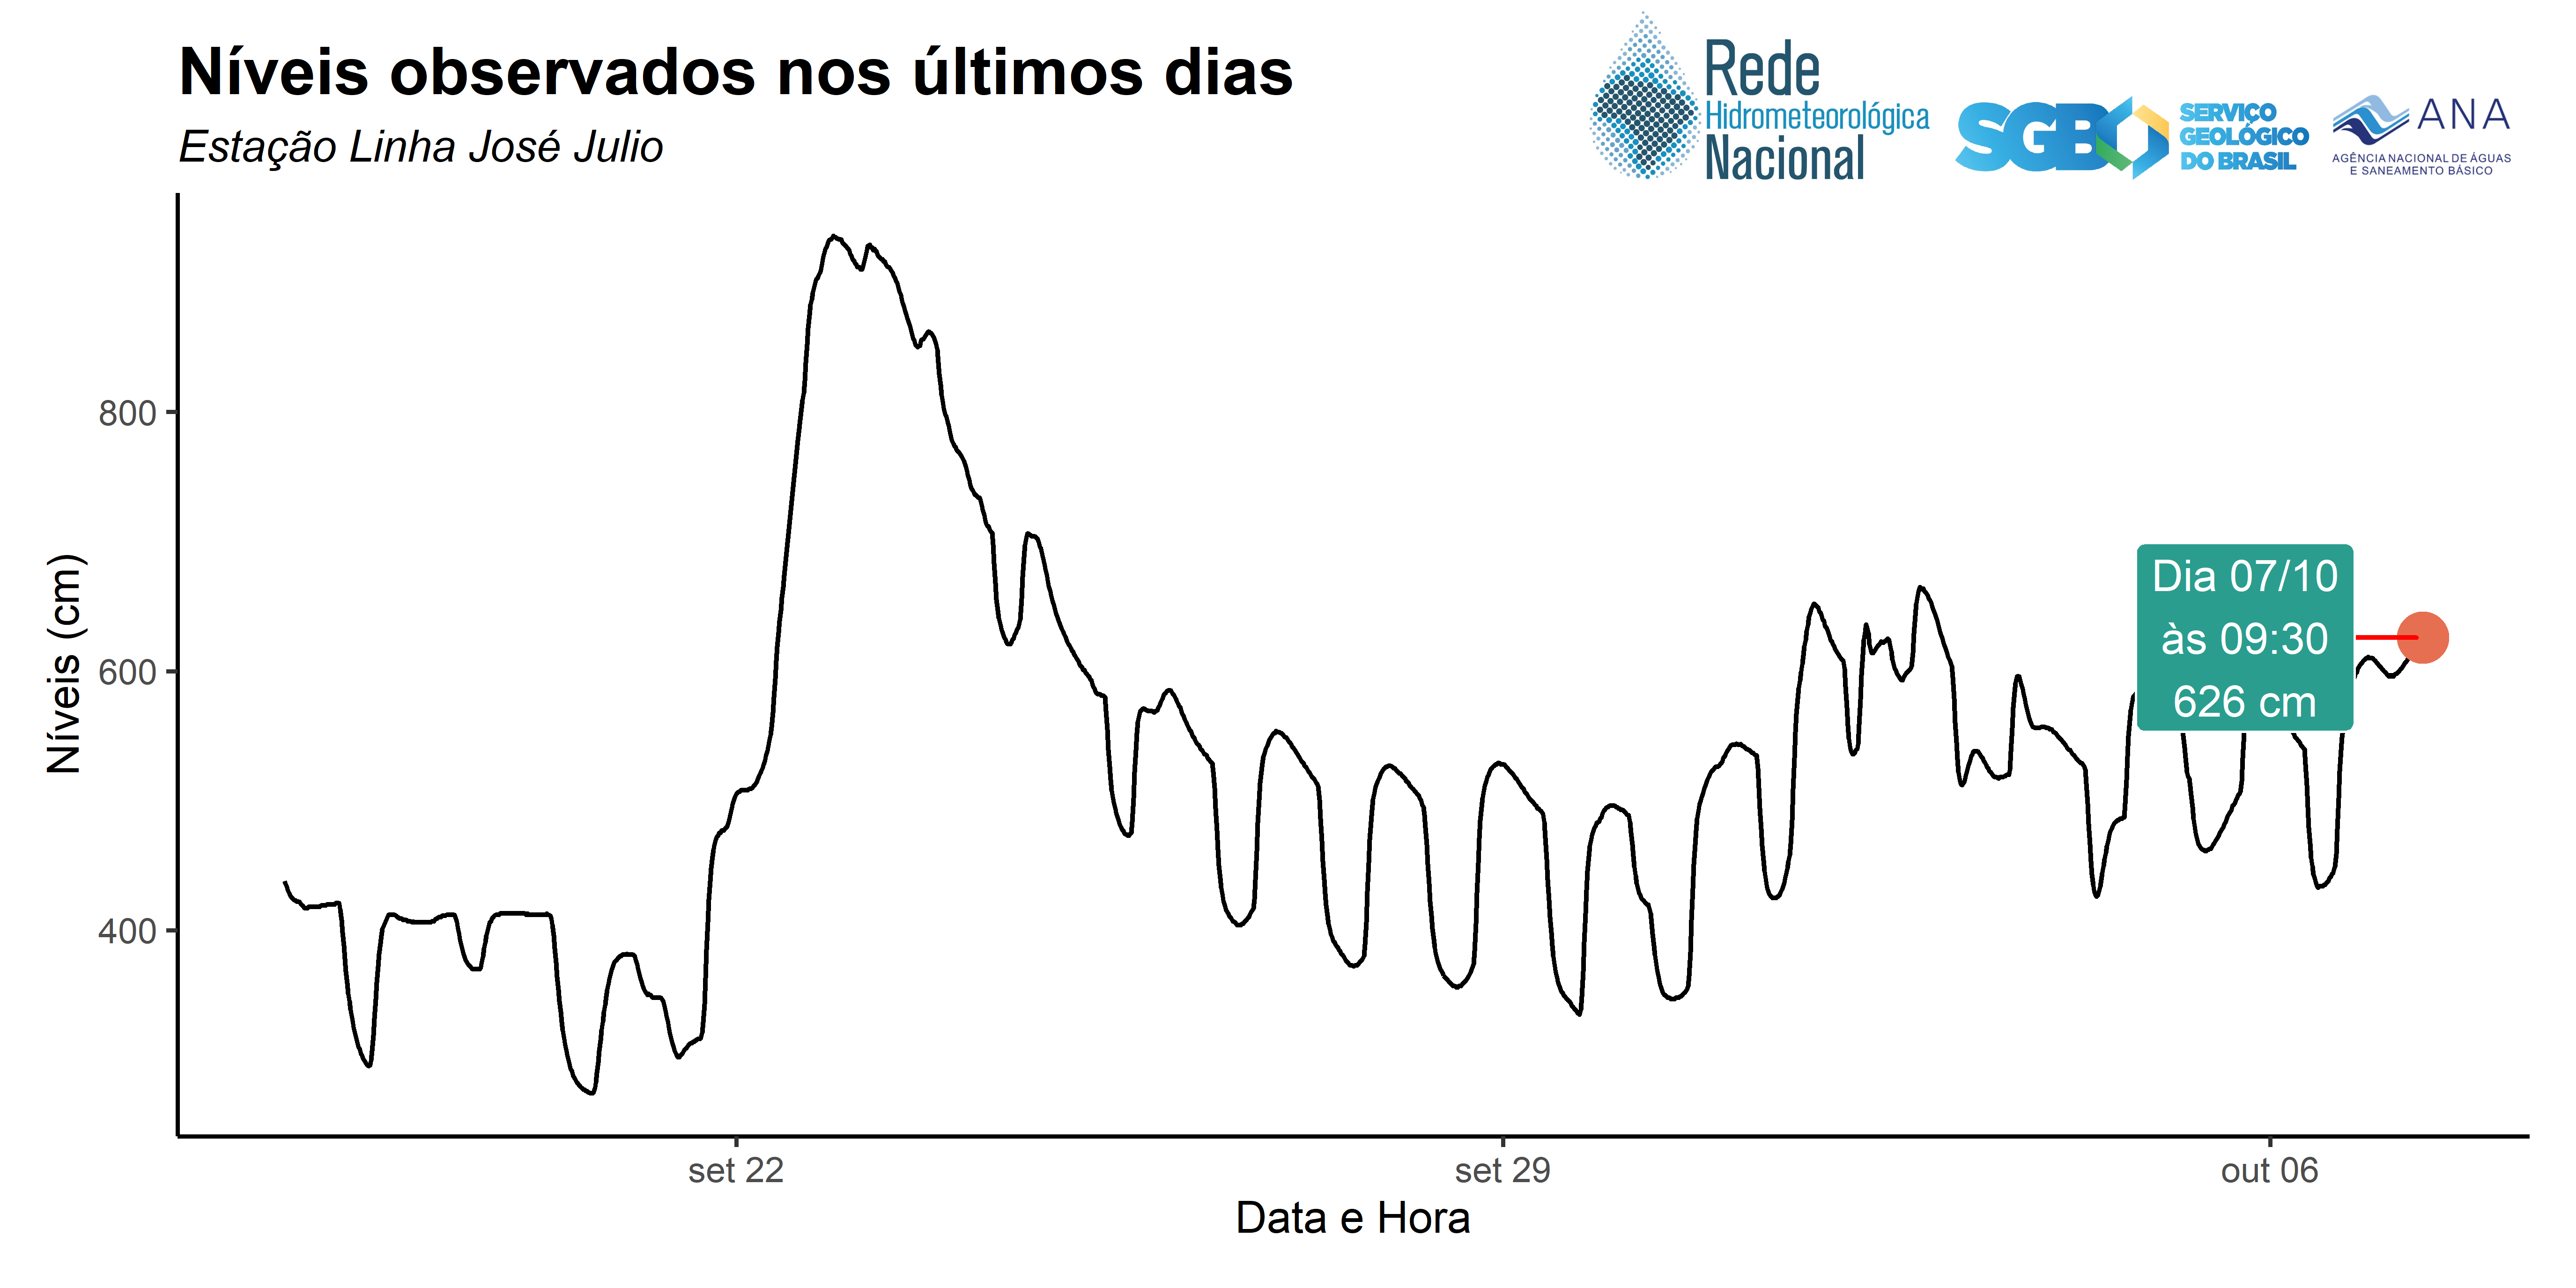 Níveis observados nos últimos dias
Estação Linha José Julio
Rede
Hidrometeorológica
Nacional
SGB
SERVIÇO
GEOLÓGICO
DO BRASIL
ANA
AGÊNCIA NACIONAL DE ÁGUAS
E SANEAMENTO BÁSICO
Níveis (cm)
800
600
400
Dia 07/10
às 09:30
626 cm
set 22
set 29
out 06
Data e Hora